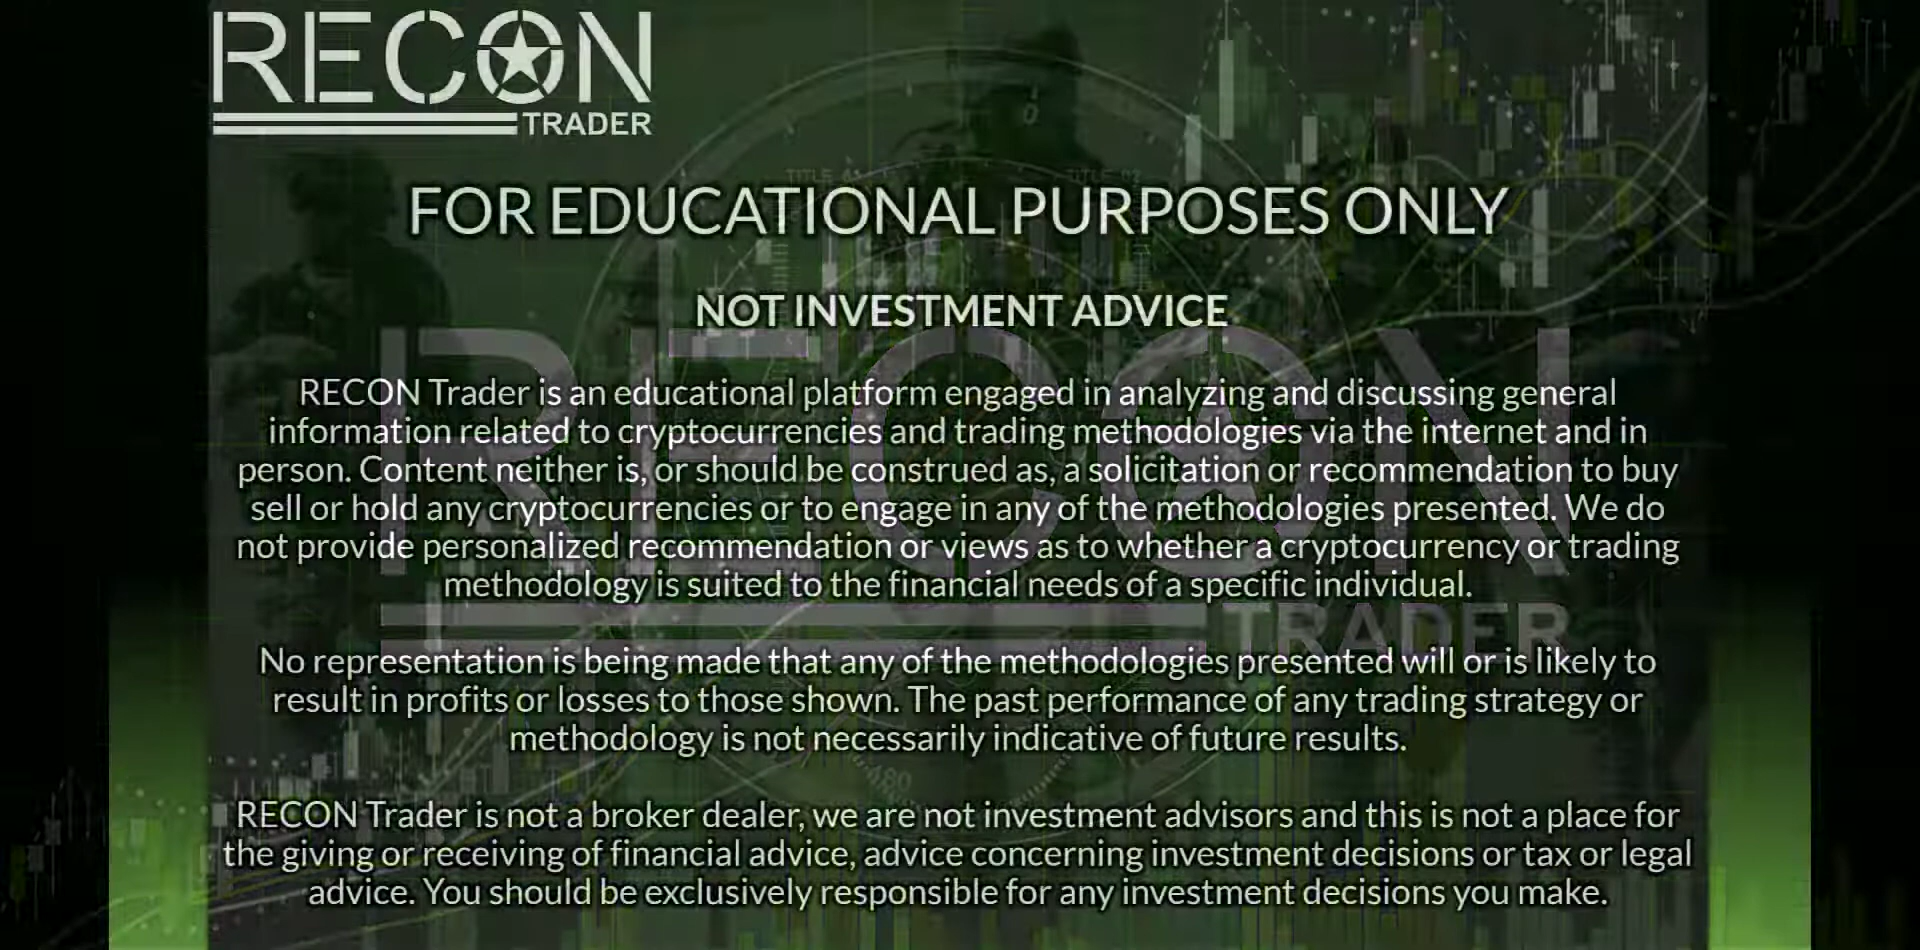 RECON
TRADER
FOR EDUCATIONAL PURPOSES ONLY
NOT INVESTMENT ADVICE
RECON Trader is an educational platform engaged in analyzing and discussing general
information related to cryptocurrencies and trading methodologies via the internet and in
person. Content neither is, or should be construed as, a solicitation or recommendation to buy
sell or hold any cryptocurrencies or to engage in any of the methodologies presented. We do
not provide personalized recommendation or views as to whether a cryptocurrency or trading
methodology is suited to the financial needs of a specific individual.
RECON
TRADER
No representation is being made that any of the methodologies presented will or is likely to
result in profits or losses to those shown. The past performance of any trading strategy or
methodology is not necessarily indicative of future results.
RECON Trader is not a broker dealer, we are not investment advisors and this is not a place for
the giving or receiving of financial advice, advice concerning investment decisions or tax or legal
advice. You should be exclusively responsible for any investment decisions you make.